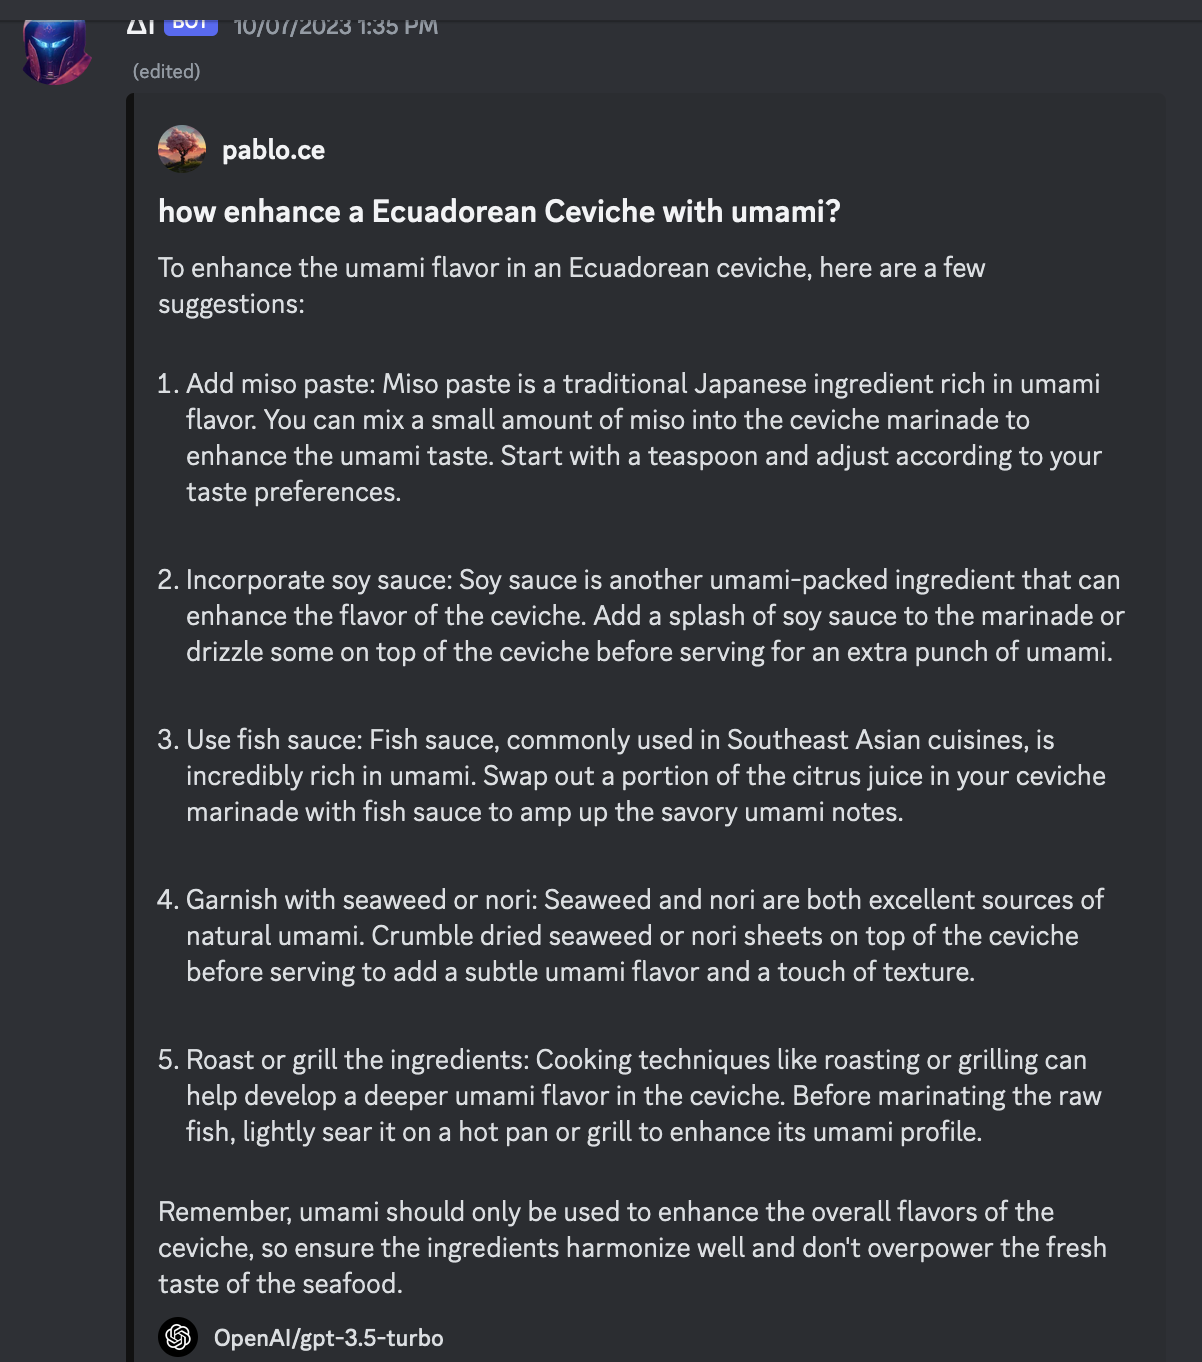 AI BOT 10/07/2023 1:35 PM
(edited)
pablo.ce
how enhance a Ecuadorean Ceviche with umami?
To enhance the umami flavor in an Ecuadorean ceviche, here are a few
suggestions:
1. Add miso paste: Miso paste is a traditional Japanese ingredient rich in umami
flavor. You can mix a small amount of miso into the ceviche marinade to
enhance the umami taste. Start with a teaspoon and adjust according to your
taste preferences.
2. Incorporate soy sauce: Soy sauce is another umami-packed ingredient that can
enhance the flavor of the ceviche. Add a splash of soy sauce to the marinade or
drizzle some on top of the ceviche before serving for an extra punch of umami.
3. Use fish sauce: Fish sauce, commonly used in Southeast Asian cuisines, is
incredibly rich in umami. Swap out a portion of the citrus juice in your ceviche
marinade with fish sauce to amp up the savory umami notes.
4. Garnish with seaweed or nori: Seaweed and nori are both excellent sources of
natural umami. Crumble dried seaweed or nori sheets on top of the ceviche
before serving to add a subtle umami flavor and a touch of texture.
5. Roast or grill the ingredients: Cooking techniques like roasting or grilling can
help develop a deeper umami flavor in the ceviche. Before marinating the raw
fish, lightly sear it on a hot pan or grill to enhance its umami profile.
Remember, umami should only be used to enhance the overall flavors of the
ceviche, so ensure the ingredients harmonize well and don't overpower the fresh
taste of the seafood.
OpenAI/gpt-3.5-turbo